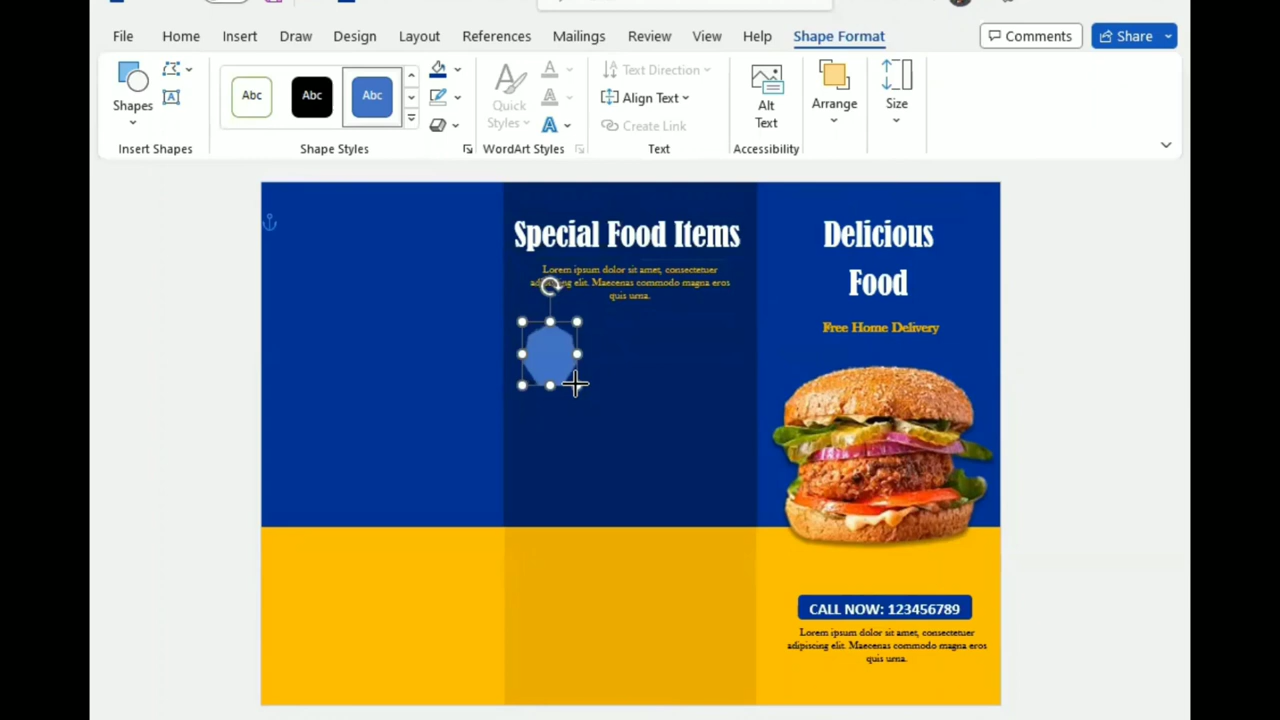 File Home Insert Draw Design Layout References Mailings Review View Help Shape Format Comments Share
Shapes
Insert Shapes
Abc Abc Abc
Shape Styles
Quick
Styles
WordArt Styles
Text Direction
Align Text
Create Link
Text
Alt
Text
Accessibility
Arrange
Size
Special Food Items
Lorem ipsum dolor sit amet, consectetuer
elit. Maecenas commodo magna eros
quis urna.
Delicious
Food
Free Home Delivery
CALL NOW: 123456789
Lorem ipsum dolor sit amet, consectetuer
adipiscing elit. Maecenas commodo magna eros
quis urna.